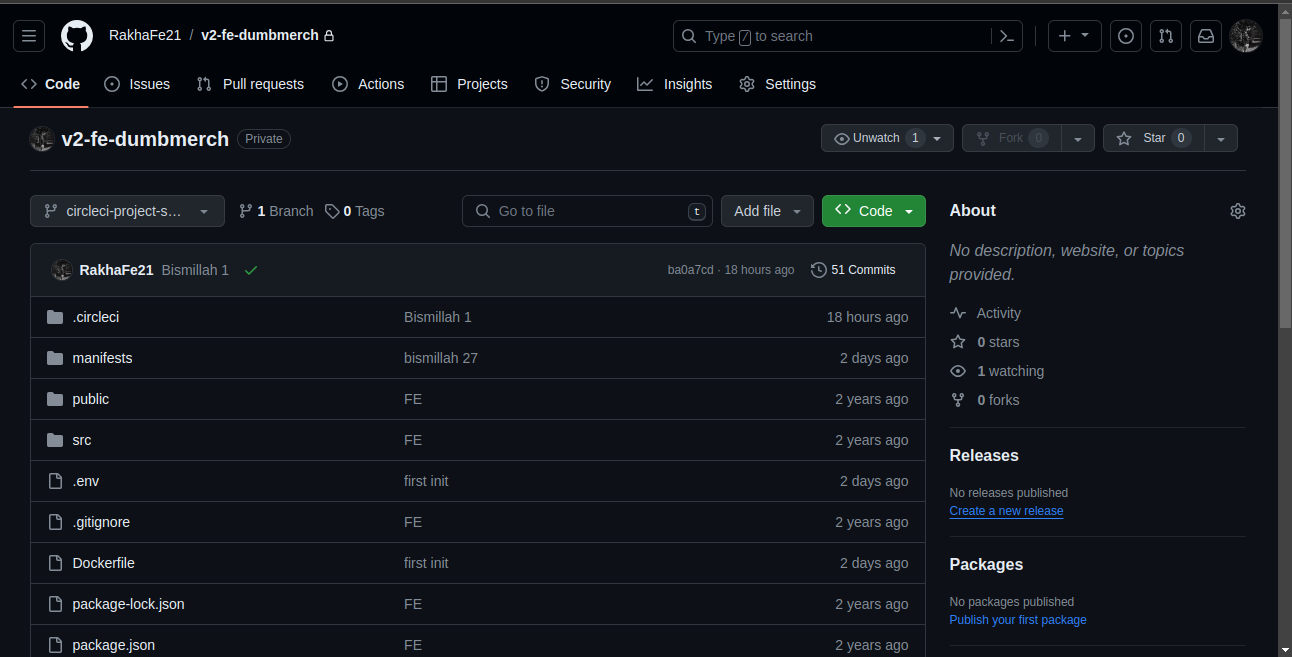 RakhaFe21 / v2-fe-dumbmerch
Type / to search
Code Issues Pull requests Actions Projects Security Insights Settings
v2-fe-dumbmerch Private
Unwatch 1 Fork 0 Star 0
circleci-project-s... 1 Branch 0 Tags
Go to file t Add file Code
RakhaFe21 Bismillah 1 ba0a7cd · 18 hours ago 51 Commits
.circleci Bismillah 1 18 hours ago
manifests bismillah 27 2 days ago
public FE 2 years ago
src FE 2 years ago
.env first init 2 days ago
.gitignore FE 2 years ago
Dockerfile first init 2 days ago
package-lock.json FE 2 years ago
package.json FE 2 years ago
About
No description, website, or topics
provided.
Activity
0 stars
1 watching
0 forks
Releases
No releases published
Create a new release
Packages
No packages published
Publish your first package